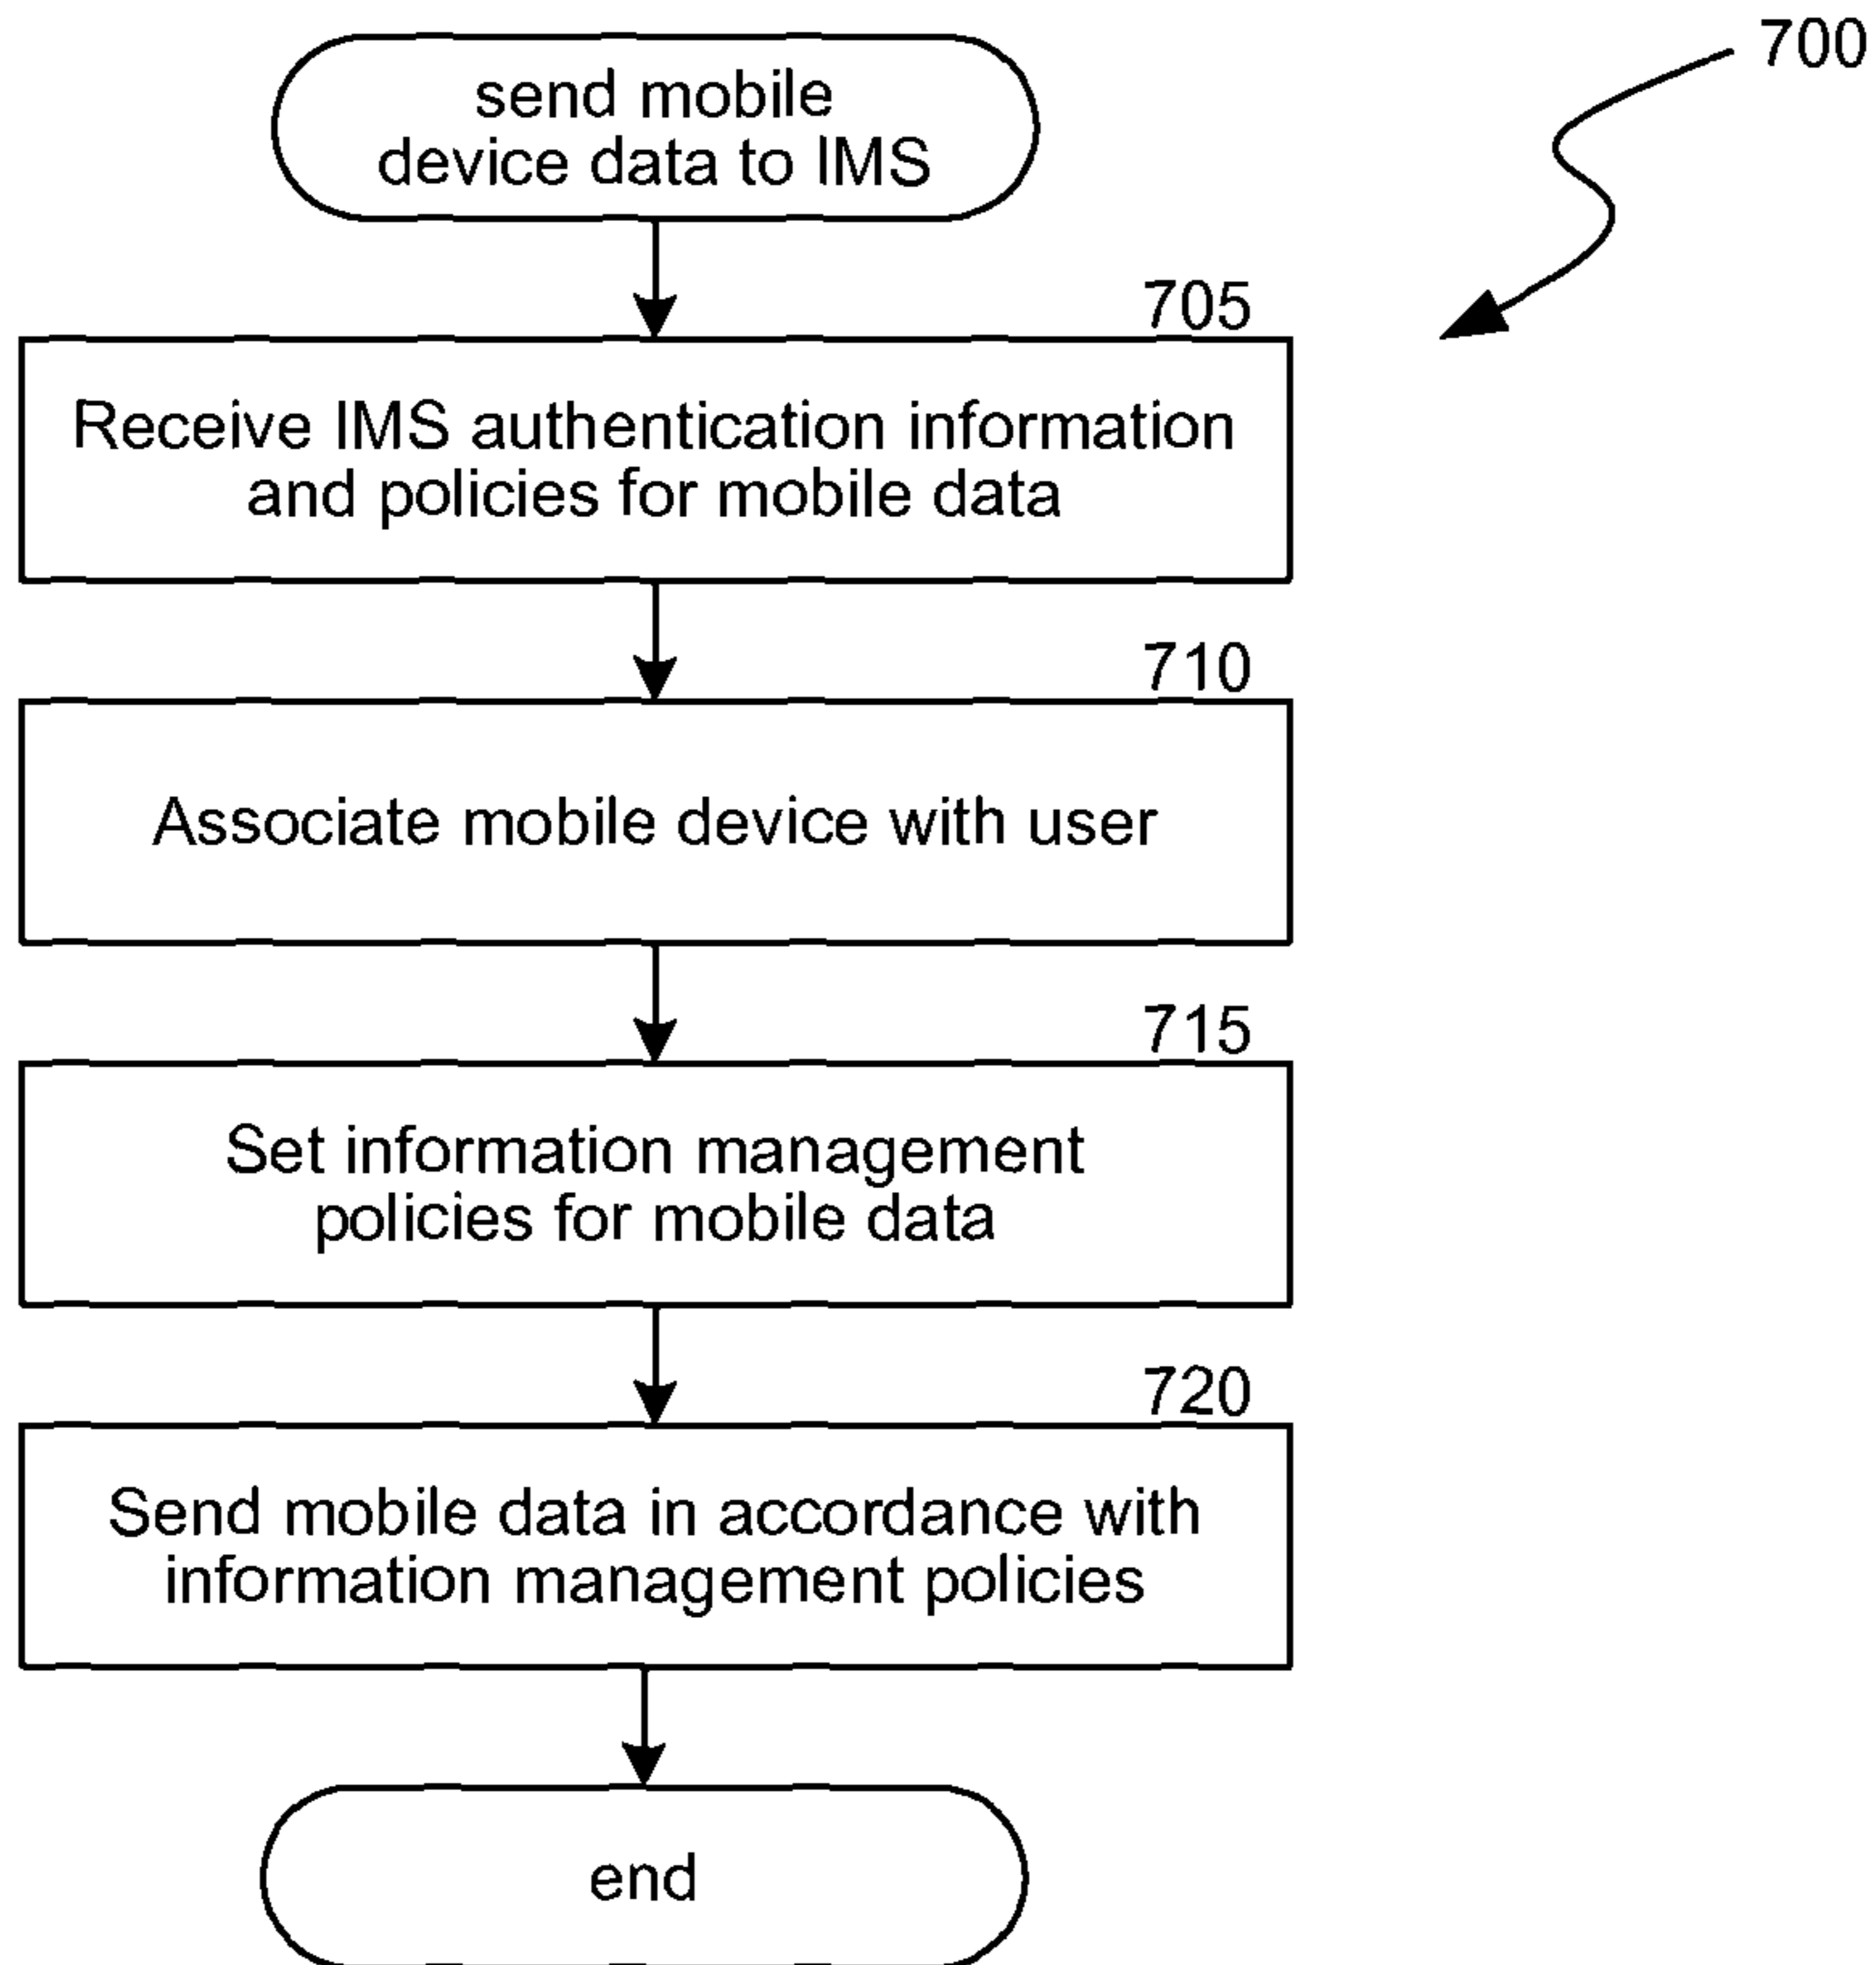 700
send mobile
device data to IMS
705
Receive IMS authentication information
and policies for mobile data
710
Associate mobile device with user
715
Set information management
policies for mobile data
720
Send mobile data in accordance with
information management policies
end